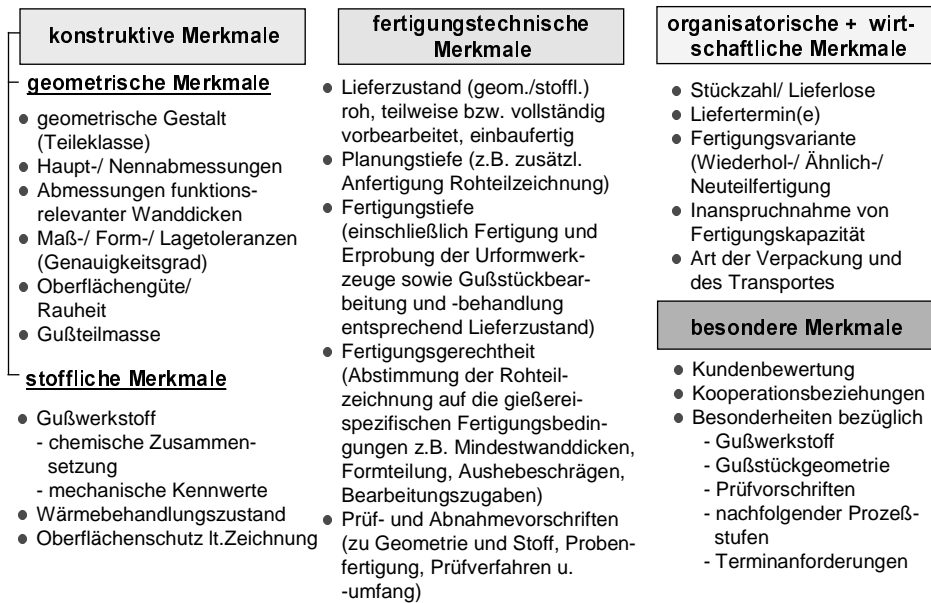 konstruktive Merkmale
geometrische Merkmale
geometrische Gestalt
(Teileklasse)
Haupt-/ Nennabmessungen
Abmessungen funktions-
relevanter Wanddicken
Maß-/ Form-/ Lagetoleranzen
(Genauigkeitsgrad)
Oberflächengüte/
Rauheit
Gußteilmasse
stoffliche Merkmale
Gußwerkstoff
- chemische Zusammen-
setzung
- mechanische Kennwerte
Wärmebehandlungszustand
Oberflächenschutz lt.Zeichnung
fertigungstechnische
Merkmale
Lieferzustand (geom./stoffl.)
roh, teilweise bzw. vollständig
vorbearbeitet, einbaufertig
Planungstiefe (z.B. zusätzl.
Anfertigung Rohteilzeichnung)
Fertigungstiefe
(einschließlich Fertigung und
Erprobung der Urformwerk-
zeuge sowie Gußstückbear-
beitung und -behandlung
entsprechend Lieferzustand)
Fertigungsgerechtheit
(Abstimmung der Rohteil-
zeichnung auf die gießerei-
spezifischen Fertigungsbedin-
gungen z.B. Mindestwanddicken,
Formteilung, Aushebeschrägen,
Bearbeitungszugaben)
Prüf- und Abnahmevorschriften
(zu Geometrie und Stoff, Proben-
fertigung, Prüfverfahren u.
-umfang)
organisatorische + wirt-
schaftliche Merkmale
Stückzahl/ Lieferlose
Liefertermin(e)
Fertigungsvariante
(Wiederhol-/ Ähnlich-/
Neuteilfertigung
Inanspruchnahme von
Fertigungskapazität
Art der Verpackung und
des Transportes
besondere Merkmale
Kundenbewertung
Kooperationsbeziehungen
Besonderheiten bezüglich
- Gußwerkstoff
- Gußstückgeometrie
- Prüfvorschriften
- nachfolgender Prozeß-
stufen
- Terminanforderungen